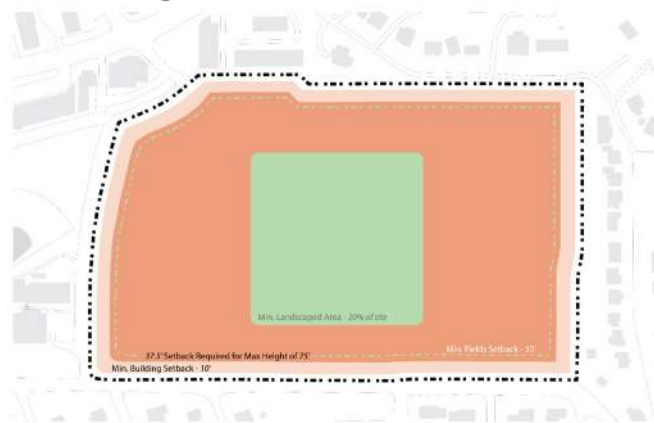 Min. Landscaped Area - 20% of site
37.5' Setback Required for Max Height of 75'
Min. Fields Setback - 50'
Min. Building Setback - 10'